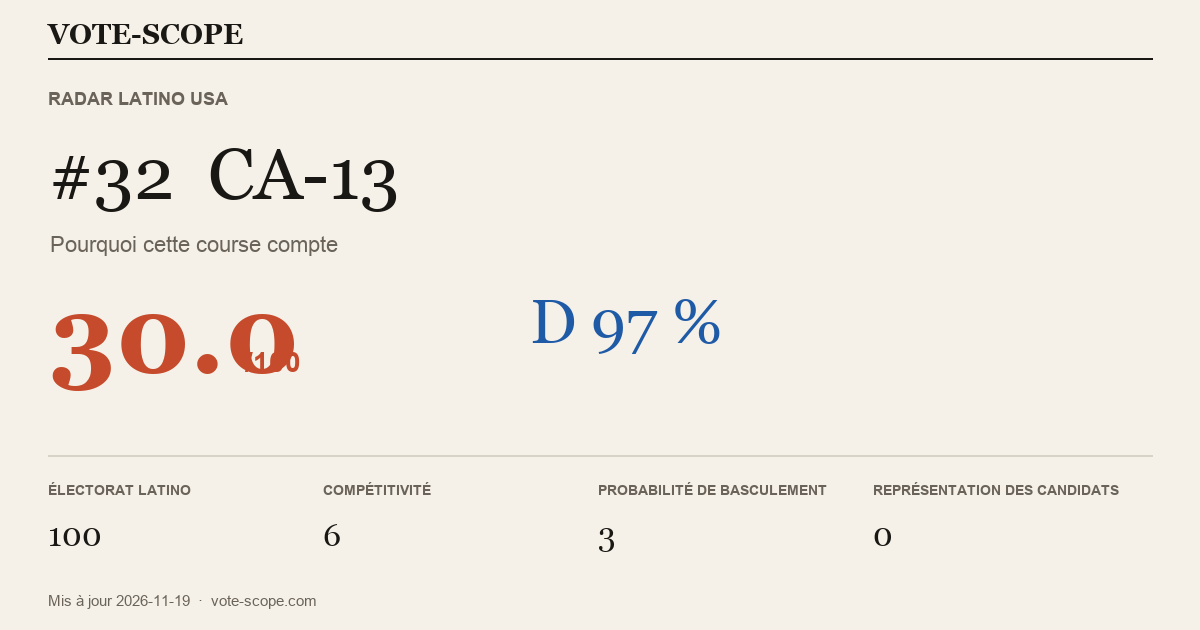 VOTE-SCOPE
RADAR LATINO USA
#32 CA-13
Pourquoi cette course compte
30.0 /100
D 97 %
ÉLECTORAT LATINO
COMPÉTITIVITÉ
PROBABILITÉ DE BASCULEMENT
REPRÉSENTATION DES CANDIDATS
100
6
3
0
Mis à jour 2026-11-19 · vote-scope.com